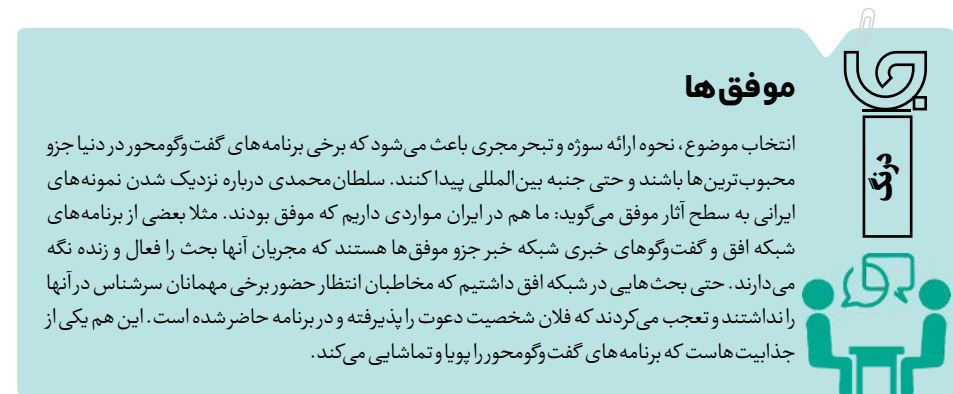 موفق‌ها
انتخاب موضوع، نحوه ارائه سوژه و تبحر مجری باعث می‌شود که برخی برنامه‌های گفت‌وگومحور در دنیا جزو
محبوب‌ترین‌ها باشند و حتی جنبه بین‌المللی پیدا کنند. سلطان‌محمدی درباره نزدیک شدن نمونه‌های
ایرانی به سطح آثار موفق می‌گوید: ما هم در ایران مواردی داریم که موفق بودند. مثلا بعضی از برنامه‌های
شبکه افق و گفت‌وگوهای خبری شبکه خبر جزو موفق‌ها هستند که مجریان آنها بحث را فعال و زنده نگه
می‌دارند. حتی بحث‌هایی در شبکه افق داشتیم که مخاطبان انتظار حضور برخی مهمانان سرشناس در آنها
را نداشتند و تعجب می‌کردند که فلان شخصیت دعوت را پذیرفته و در برنامه حاضر شده است. این هم یکی از
جذابیت‌هاست که برنامه‌های گفت‌وگومحور را پویا و تماشایی می‌کند.
درنگ